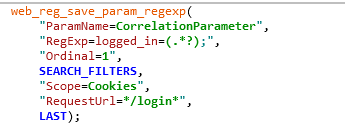 web_reg_save_param_regexp(
"ParamName=CorrelationParameter",
"RegExp=logged_in=(.*?);",
"Ordinal=1",
SEARCH_FILTERS,
"Scope=Cookies",
"RequestUrl=*/login*",
LAST);